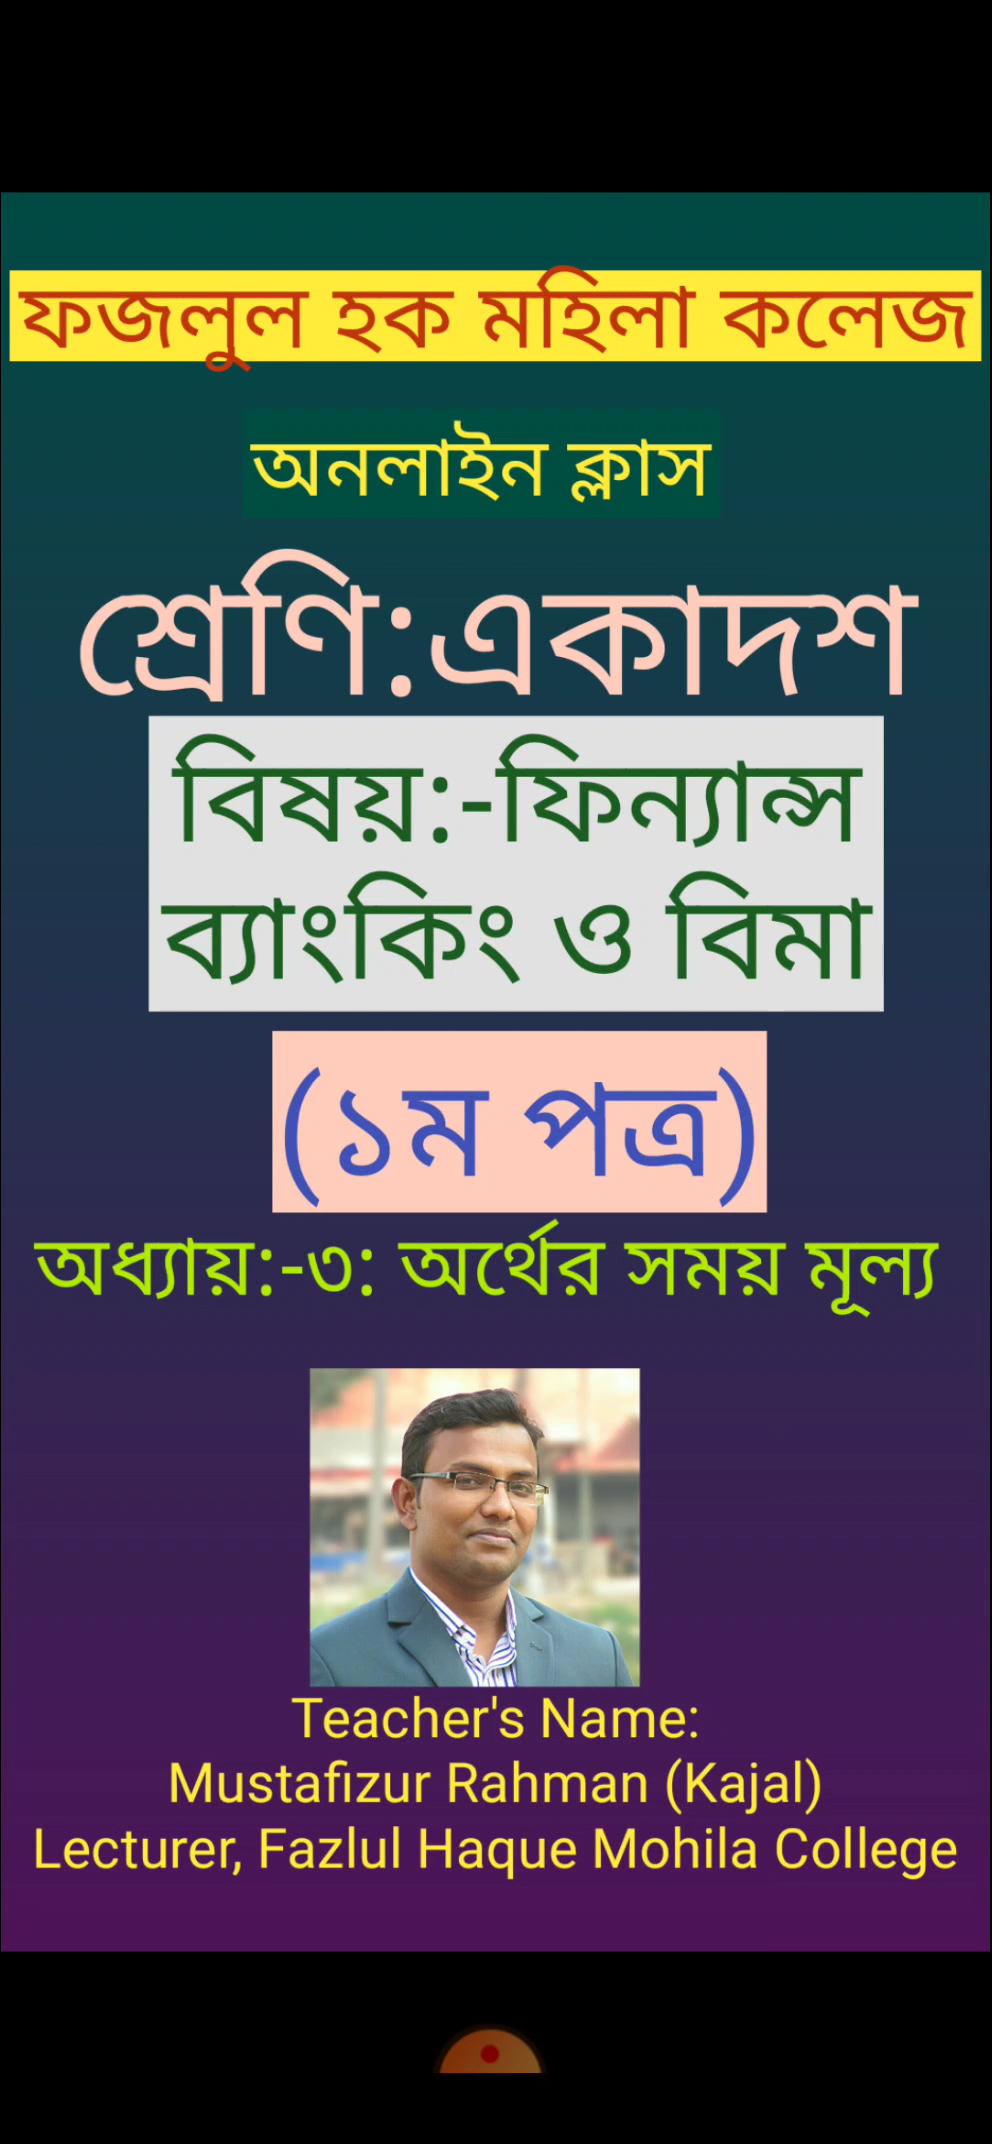 ফজলুল হক মহিলা কলেজ
অনলাইন ক্লাস
শ্রেণি:একাদশ
বিষয়:-ফিন্যান্স
ব্যাংকিং ও বিমা
(১ম পত্র)
অধ্যায়:-৩: অর্থের সময় মূল্য
Teacher's Name:
Mustafizur Rahman (Kajal)
Lecturer, Fazlul Haque Mohila College